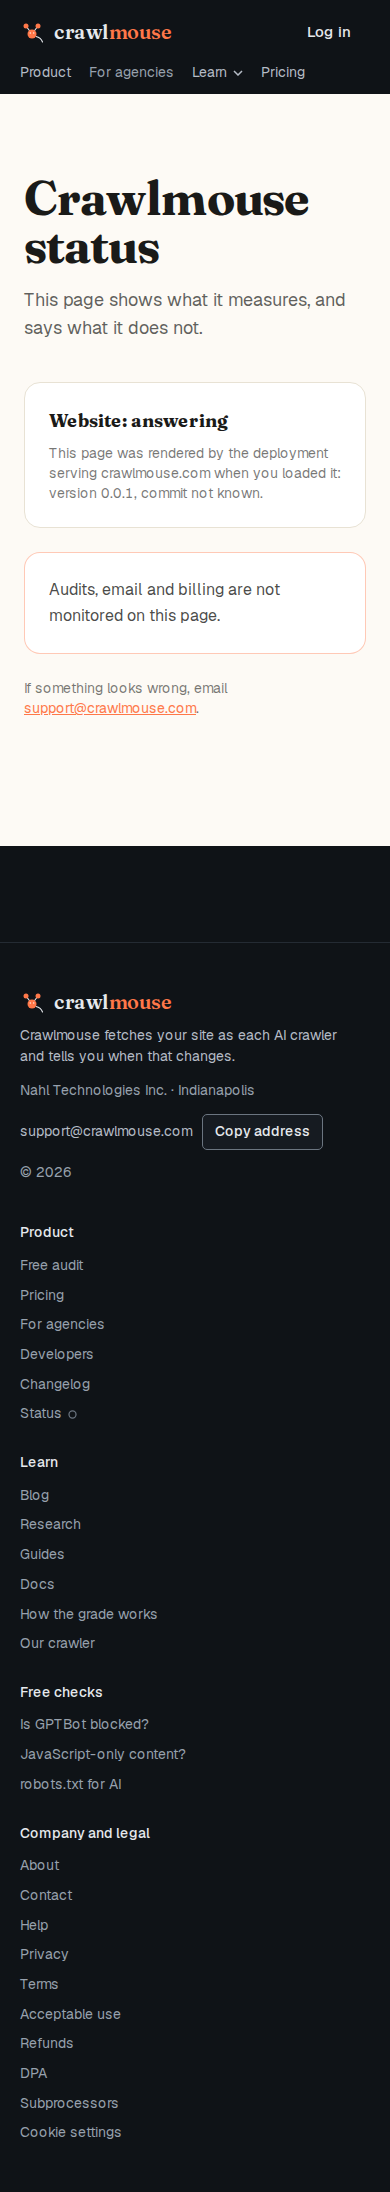 crawlmouse
Log in
Product For agencies Learn Pricing
Crawlmouse
status
This page shows what it measures, and
says what it does not.
Website: answering
This page was rendered by the deployment
serving crawlmouse.com when you loaded it:
version 0.0.1, commit not known.
Audits, email and billing are not
monitored on this page.
If something looks wrong, email
support@crawlmouse.com.
crawlmouse
Crawlmouse fetches your site as each AI crawler
and tells you when that changes.
Nahl Technologies Inc. · Indianapolis
support@crawlmouse.com Copy address
© 2026
Product
Free audit
Pricing
For agencies
Developers
Changelog
Status
Learn
Blog
Research
Guides
Docs
How the grade works
Our crawler
Free checks
Is GPTBot blocked?
JavaScript-only content?
robots.txt for AI
Company and legal
About
Contact
Help
Privacy
Terms
Acceptable use
Refunds
DPA
Subprocessors
Cookie settings